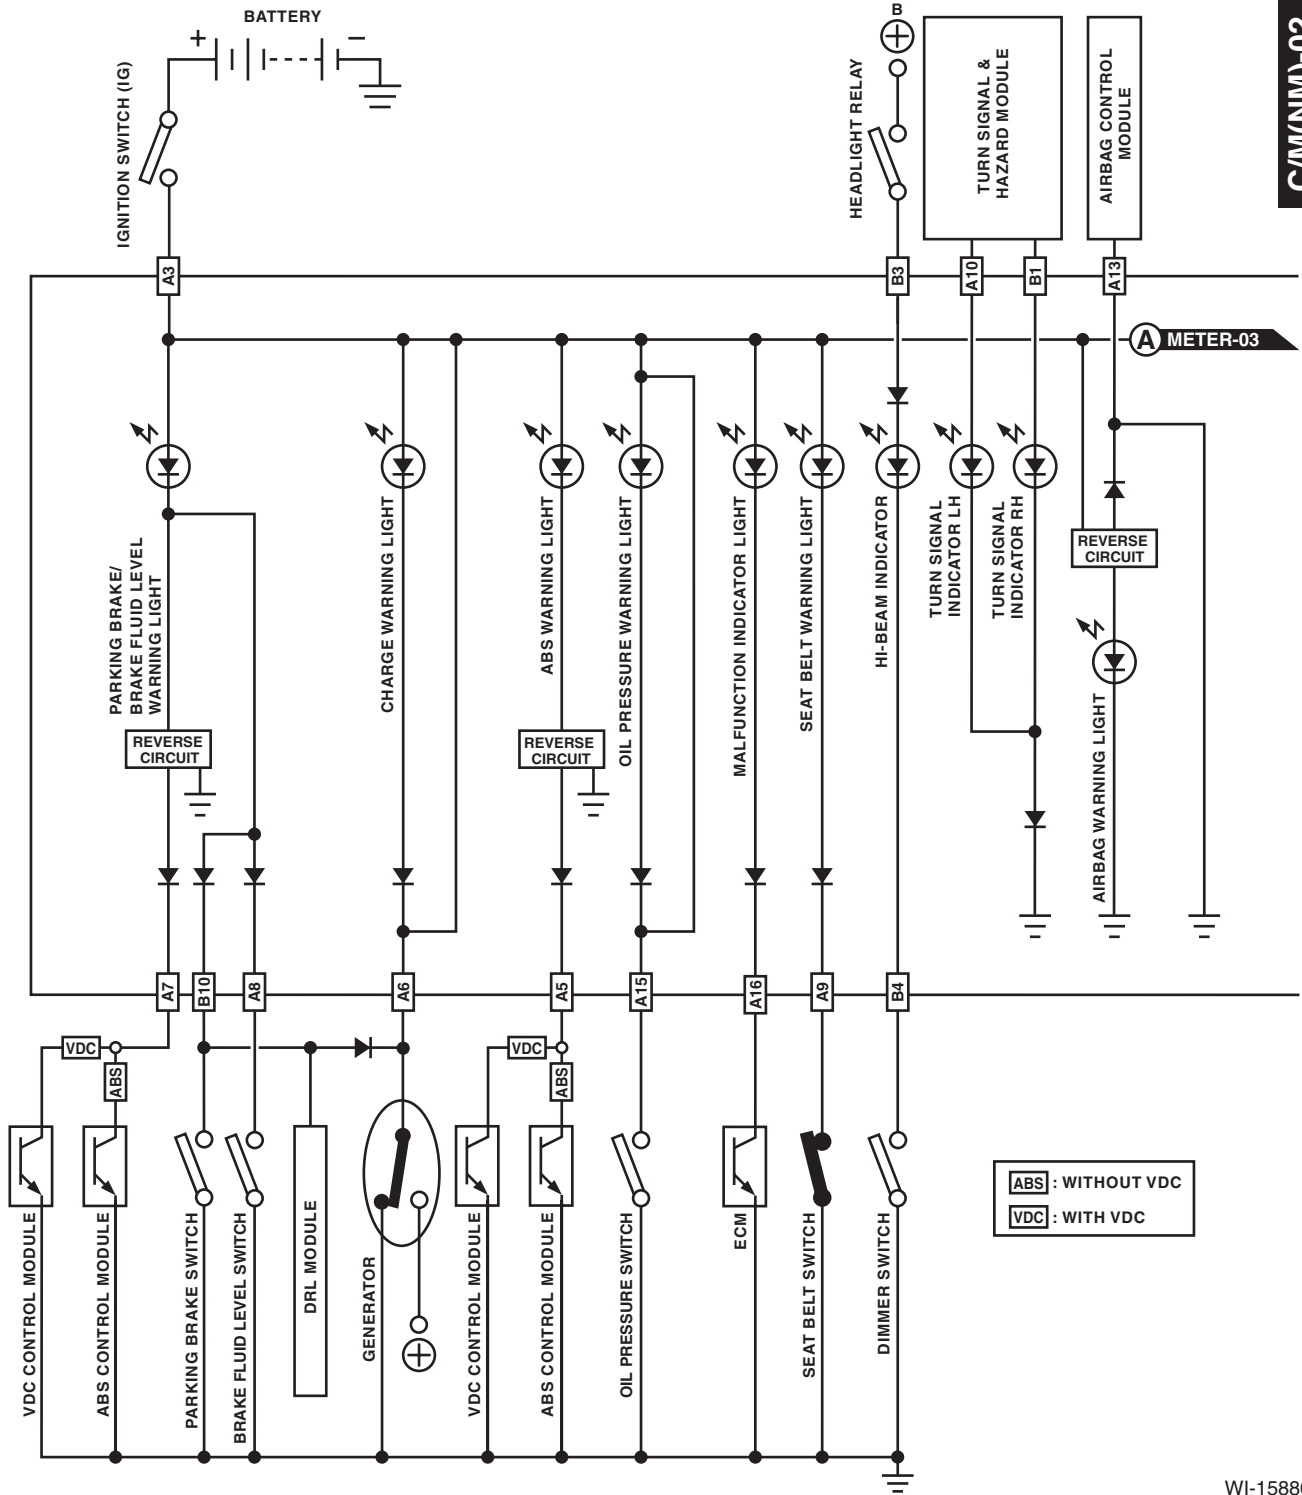 BATTERY
+
−
IGNITION SWITCH (IG)
B
HEADLIGHT RELAY
TURN SIGNAL &
HAZARD MODULE
AIRBAG CONTROL
MODULE
A3
B3
A10
B1
A13
A
METER-03
PARKING BRAKE/
BRAKE FLUID LEVEL
WARNING LIGHT
CHARGE WARNING LIGHT
ABS WARNING LIGHT
OIL PRESSURE WARNING LIGHT
MALFUNCTION INDICATOR LIGHT
SEAT BELT WARNING LIGHT
HI-BEAM INDICATOR
TURN SIGNAL
INDICATOR LH
TURN SIGNAL
INDICATOR RH
REVERSE
CIRCUIT
AIRBAG WARNING LIGHT
REVERSE
CIRCUIT
REVERSE
CIRCUIT
A7
B10
A8
A6
A5
A15
A16
A9
B4
VDC
ABS
VDC
ABS
VDC CONTROL MODULE
ABS CONTROL MODULE
PARKING BRAKE SWITCH
BRAKE FLUID LEVEL SWITCH
DRL MODULE
GENERATOR
VDC CONTROL MODULE
ABS CONTROL MODULE
OIL PRESSURE SWITCH
ECM
SEAT BELT SWITCH
DIMMER SWITCH
ABS : WITHOUT VDC
VDC : WITH VDC